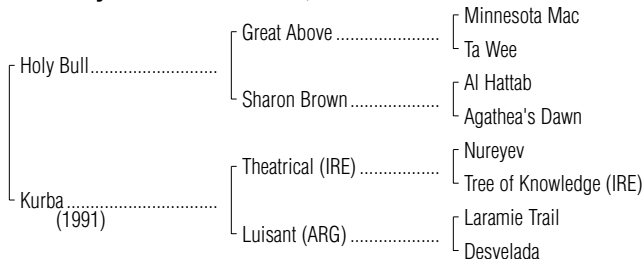 Minnesota Mac
Great Above ....................
Ta Wee
Holy Bull.........................
Al Hattab
Sharon Brown..................
Agathea's Dawn
Nureyev
Theatrical (IRE) ................
Tree of Knowledge (IRE)
Kurba..............................
(1991)
Laramie Trail
Luisant (ARG) ..................
Desvelada